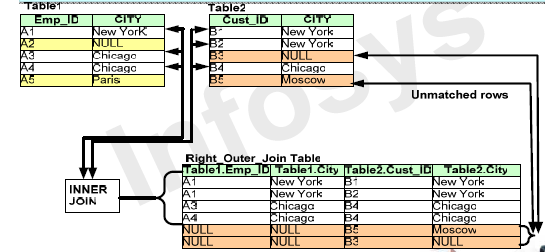 Table1
Emp_ID CITY
A1 New YorK
A2 NULL
A3 Chicago
A4 Chicago
A5 Paris
Table2
Cust_ID CITY
B1 New York
B2 New York
B3 NULL
B4 Chicago
B5 Moscow
Unmatched rows
Infosys
INNER
JOIN
Right_Outer_Join Table
Table1.Emp_ID Table1.City Table2.Cust_ID Table2.City
A1 New York B1 New York
A1 New York B2 New York
A3 Chicago B4 Chicago
A4 Chicago B4 Chicago
NULL NULL B5 Moscow
NULL NULL B3 NULL